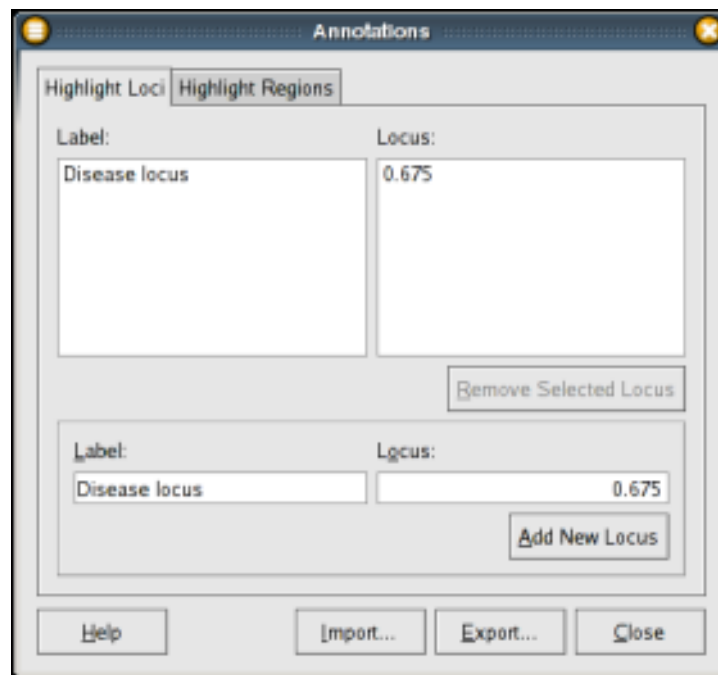 Annotations
Highlight Loci Highlight Regions
Label: Locus:
Disease locus 0.675
Remove Selected Locus
Label: Locus:
Disease locus 0.675
Add New Locus
Help Import... Export... Close